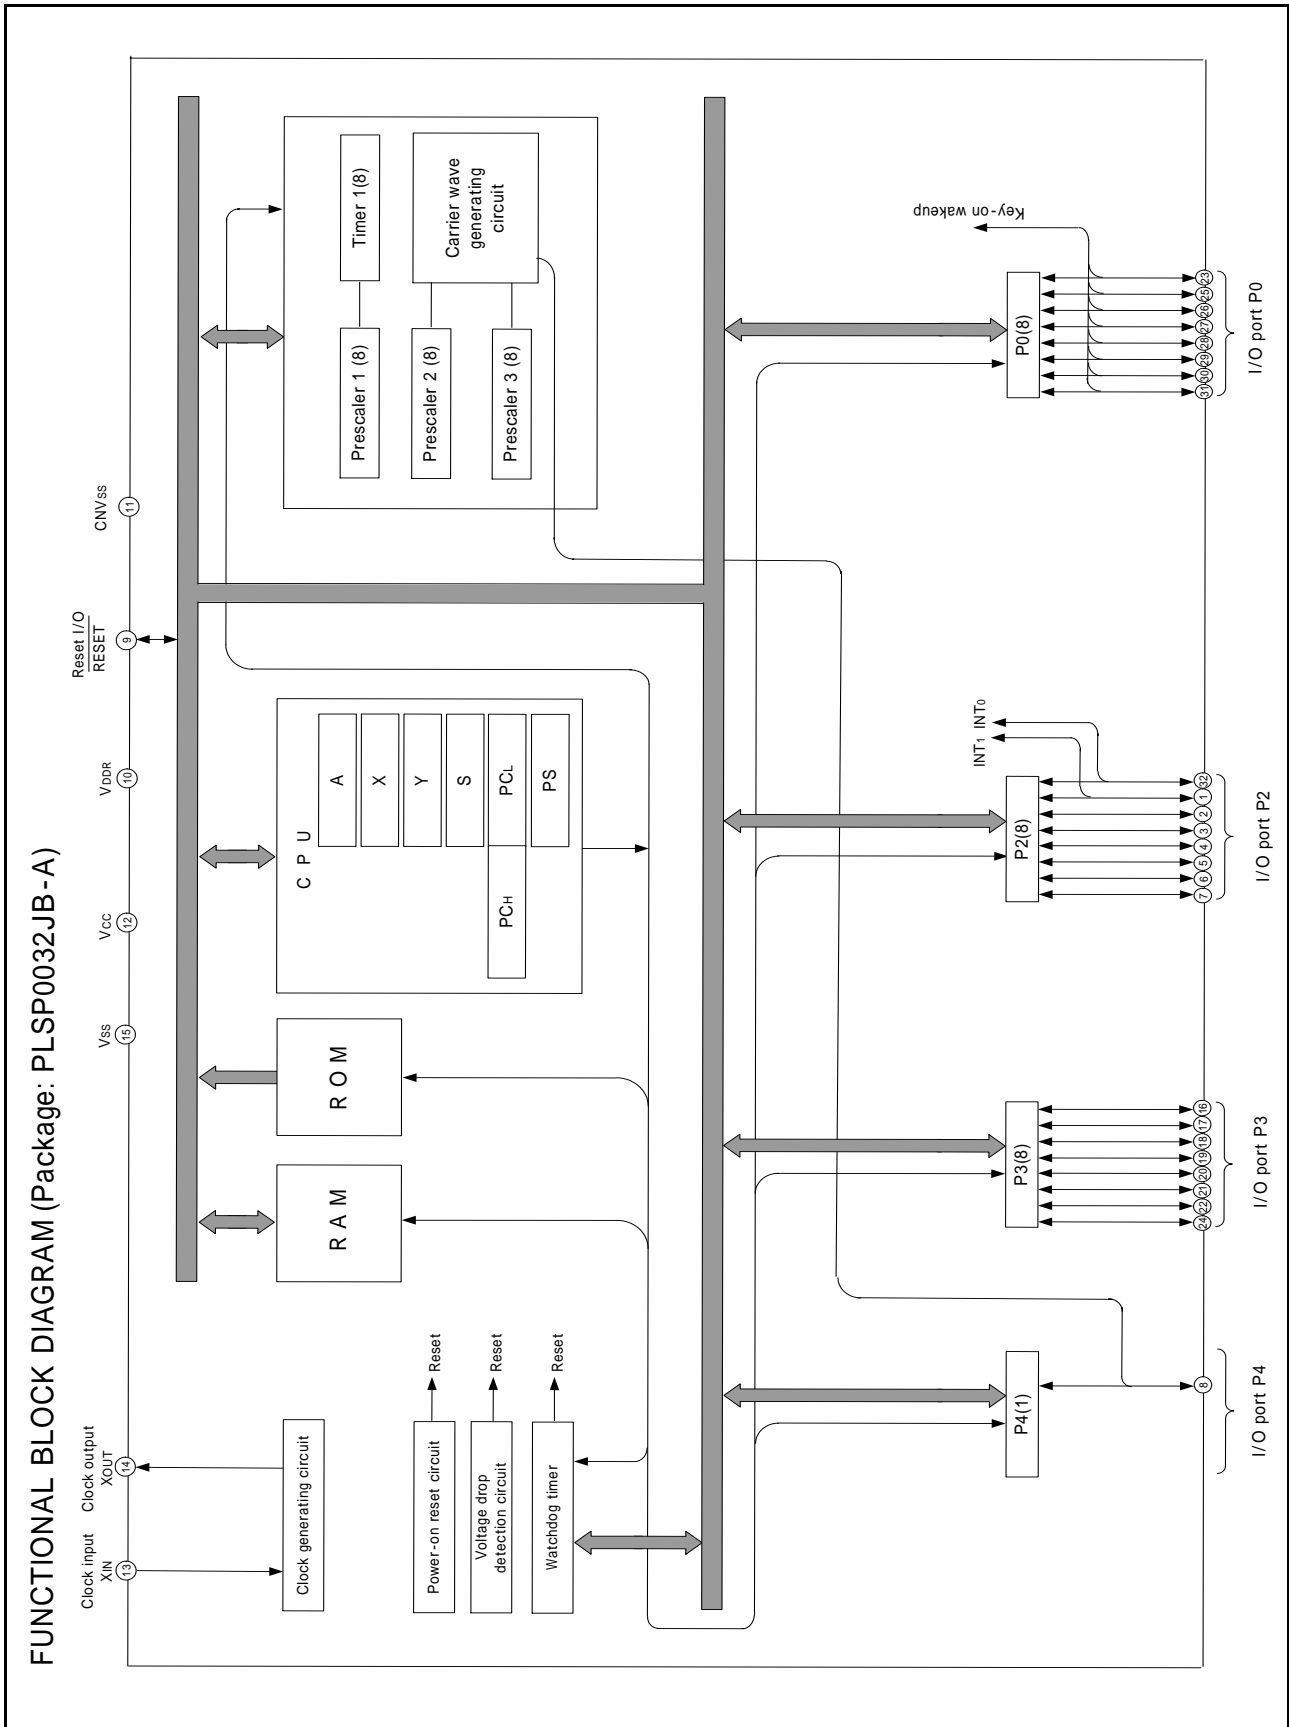 FUNCTIONAL BLOCK DIAGRAM (Package: PLSP0032JB-A)
Clock input
XIN
13
Clock output
XOUT
14
VSS
15
VCC
12
VDDR
10
Reset I/O
RESET
9
CNVSS
11
Clock generating circuit
Power-on reset circuit
Reset
Voltage drop
detection circuit
Reset
Watchdog timer
Reset
RAM
ROM
CPU
A
X
Y
S
PCH
PCL
PS
Prescaler 1 (8)
Timer 1(8)
Prescaler 2 (8)
Prescaler 3 (8)
Carrier wave
generating
circuit
P4(1)
8
I/O port P4
P3(8)
24 22 21 20 19 18 17 16
I/O port P3
INT1 INT0
P2(8)
7 6 5 4 3 2 1 32
I/O port P2
Key-on wakeup
P0(8)
31 30 29 28 27 26 25 23
I/O port P0